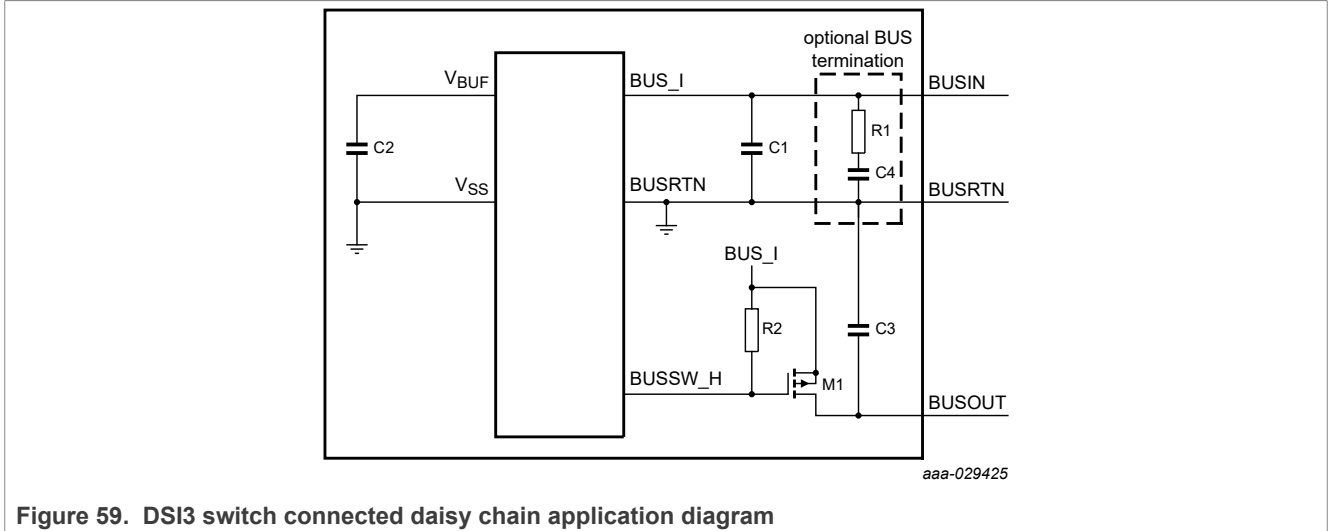 optional BUS
termination
VBUF
BUS_I
BUSIN
R1
C2
C1
C4
VSS
BUSRTN
BUSRTN
BUS_I
R2
C3
BUSSW_H
M1
BUSOUT
aaa-029425
Figure 59. DSI3 switch connected daisy chain application diagram